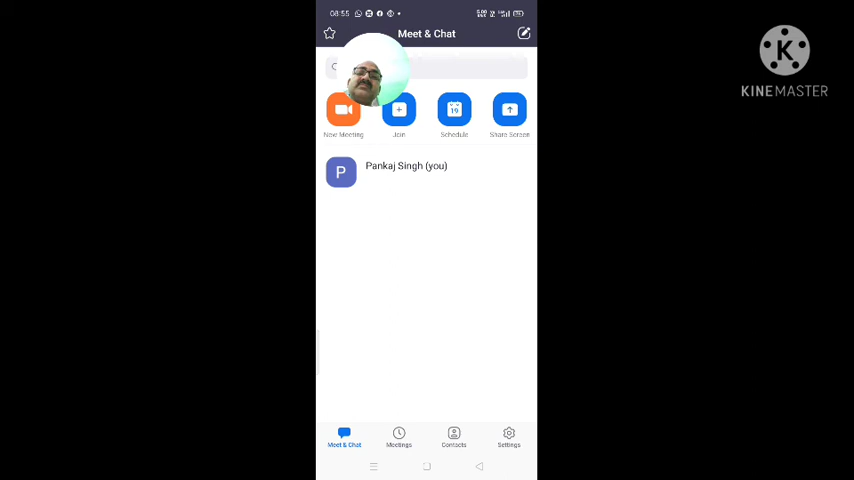 08:55
Meet & Chat
New Meeting
Join
19
Schedule
Share Screen
P
Pankaj Singh (you)
Meet & Chat
Meetings
Contacts
Settings
K
KINEMASTER